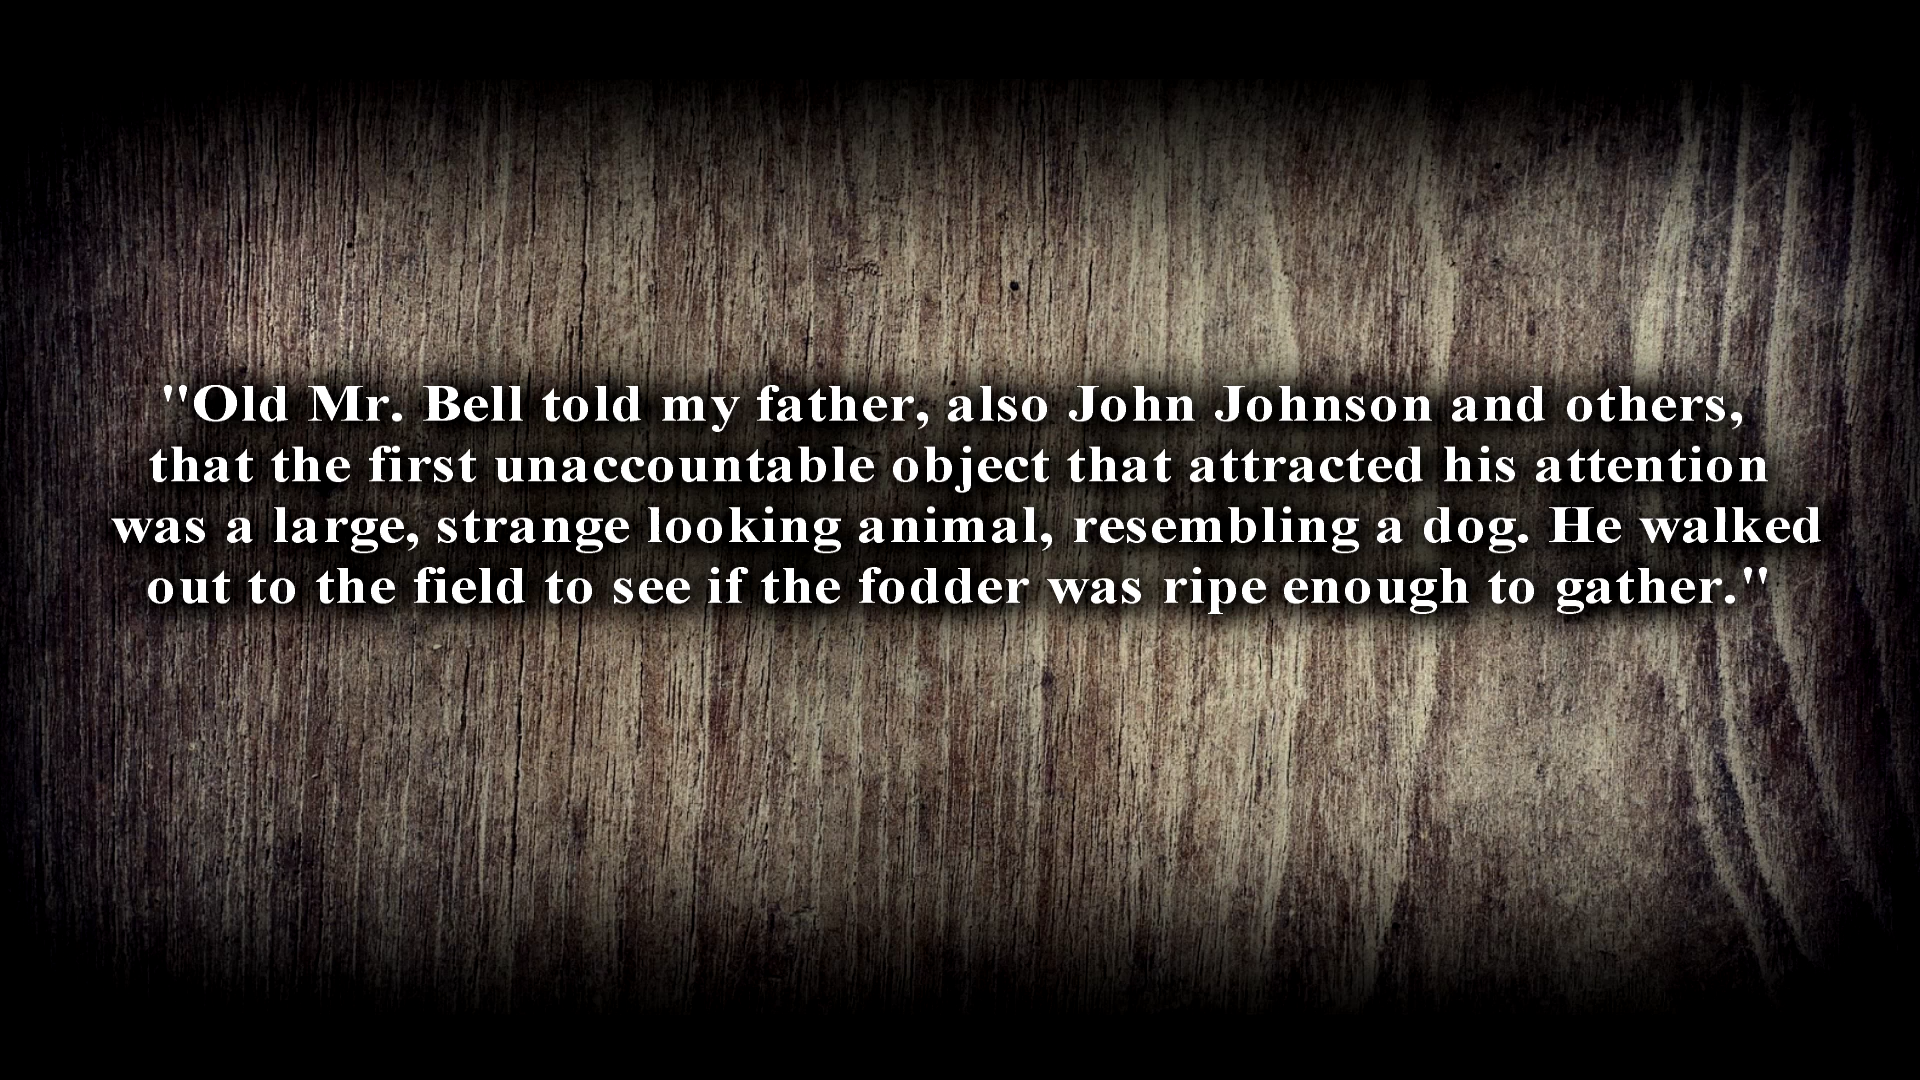 "Old Mr. Bell told my father, also John Johnson and others,
that the first unaccountable object that attracted his attention
was a large, strange looking animal, resembling a dog. He walked
out to the field to see if the fodder was ripe enough to gather."